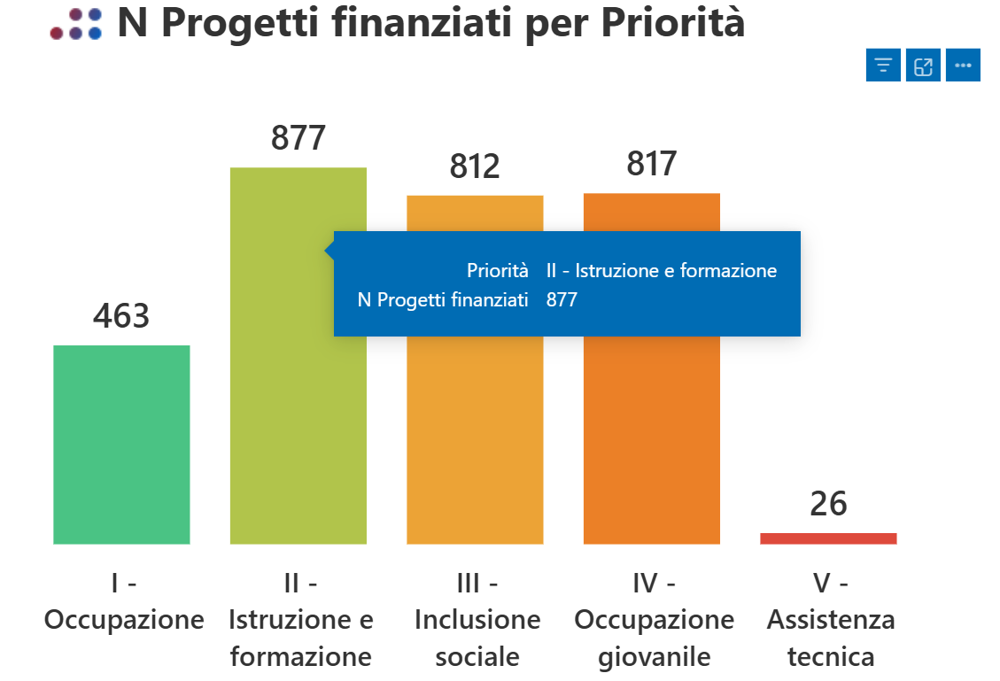 N Progetti finanziati per Priorità
877
812
817
Priorità II - Istruzione e formazione
N Progetti finanziati 877
463
26
I -
Occupazione
II -
Istruzione e
formazione
III -
Inclusione
sociale
IV -
Occupazione
giovanile
V -
Assistenza
tecnica